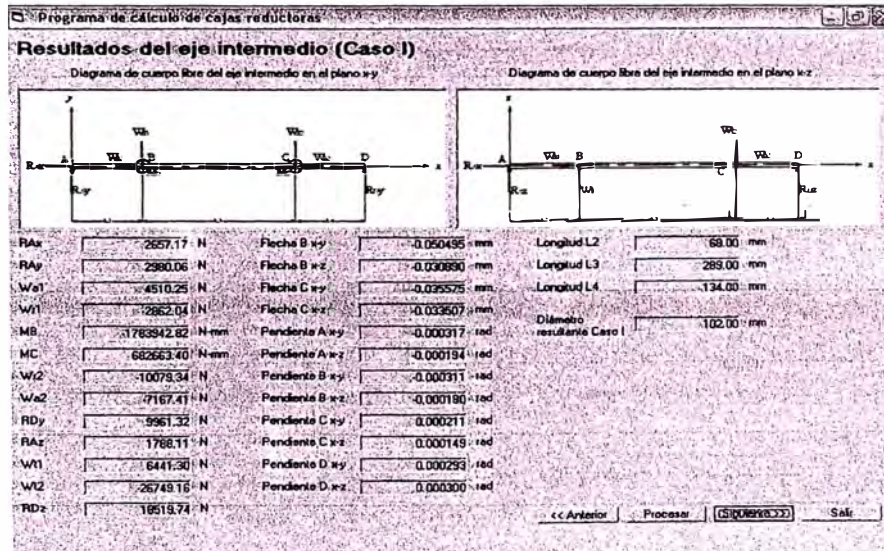 Programa de cálculo de cajas reductoras
Resultados del eje intermedio (Caso I)
Diagrama de cuerpo libre del eje intermedio en el plano x-y
Diagrama de cuerpo libre del eje intermedio en el plano x-z
y
A B C D x
A B C D x
RAx 2657.17 N Flecha B x-y -0.050495 mm Longitud L2 68.00 mm
RAy 2980.06 N Flecha B x-z -0.030890 mm Longitud L3 289.00 mm
Wa1 4510.25 N Flecha C x-y -0.035575 mm Longitud L4 134.00 mm
Wr1 -2862.04 N Flecha C x-z -0.033507 mm
MB -1783942.82 N-mm Pendiente A x-y -0.000317 rad Diámetro resultante Caso I 102.00 mm
MC 682663.40 N-mm Pendiente A x-z -0.000194 rad
Wr2 -10079.34 N Pendiente B x-y -0.000311 rad
Wa2 -7167.41 N Pendiente B x-z -0.000180 rad
RDy 9961.32 N Pendiente C x-y 0.000211 rad
RAz 1788.11 N Pendiente C x-z 0.000149 rad
Wt1 6441.30 N Pendiente D x-y 0.000293 rad
Wt2 -26749.16 N Pendiente D x-z 0.000300 rad
RDz 18519.74 N
<< Anterior Procesar Siguiente >> Salir